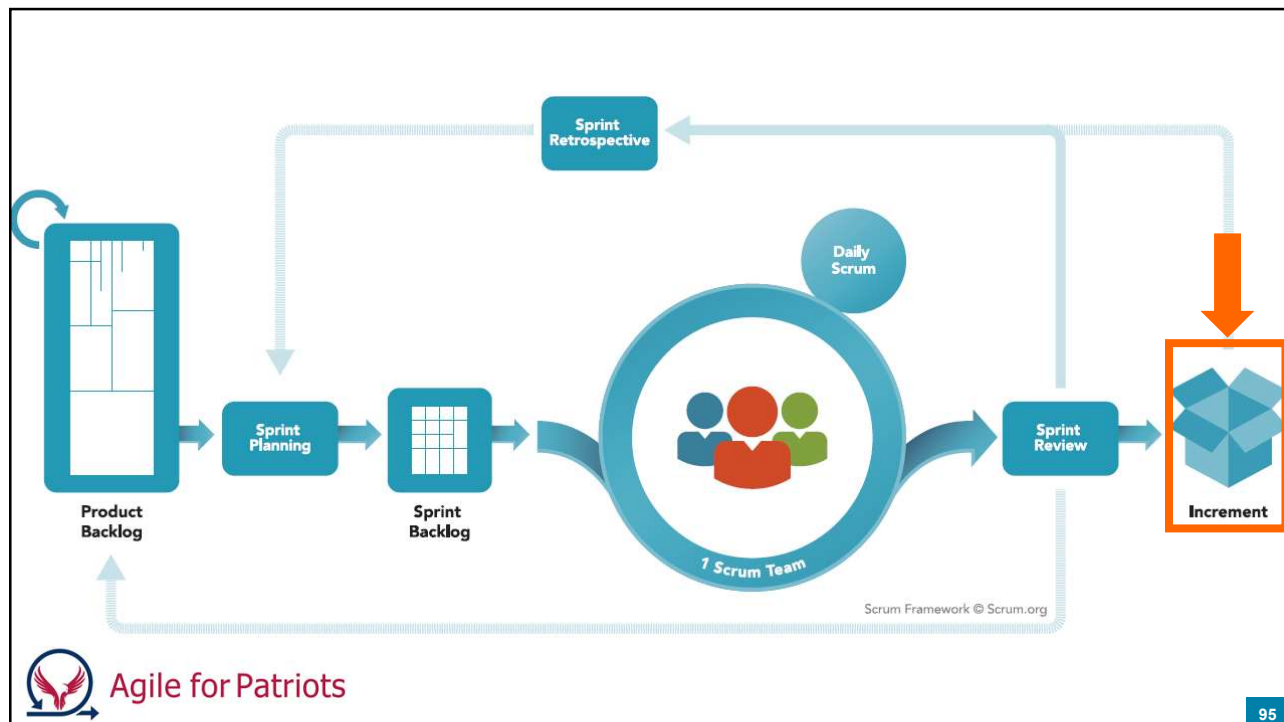 Sprint
Retrospective
Daily
Scrum
Sprint
Planning
Sprint
Review
Product
Backlog
Sprint
Backlog
Increment
1 Scrum Team
Scrum Framework © Scrum.org
Agile for Patriots
95